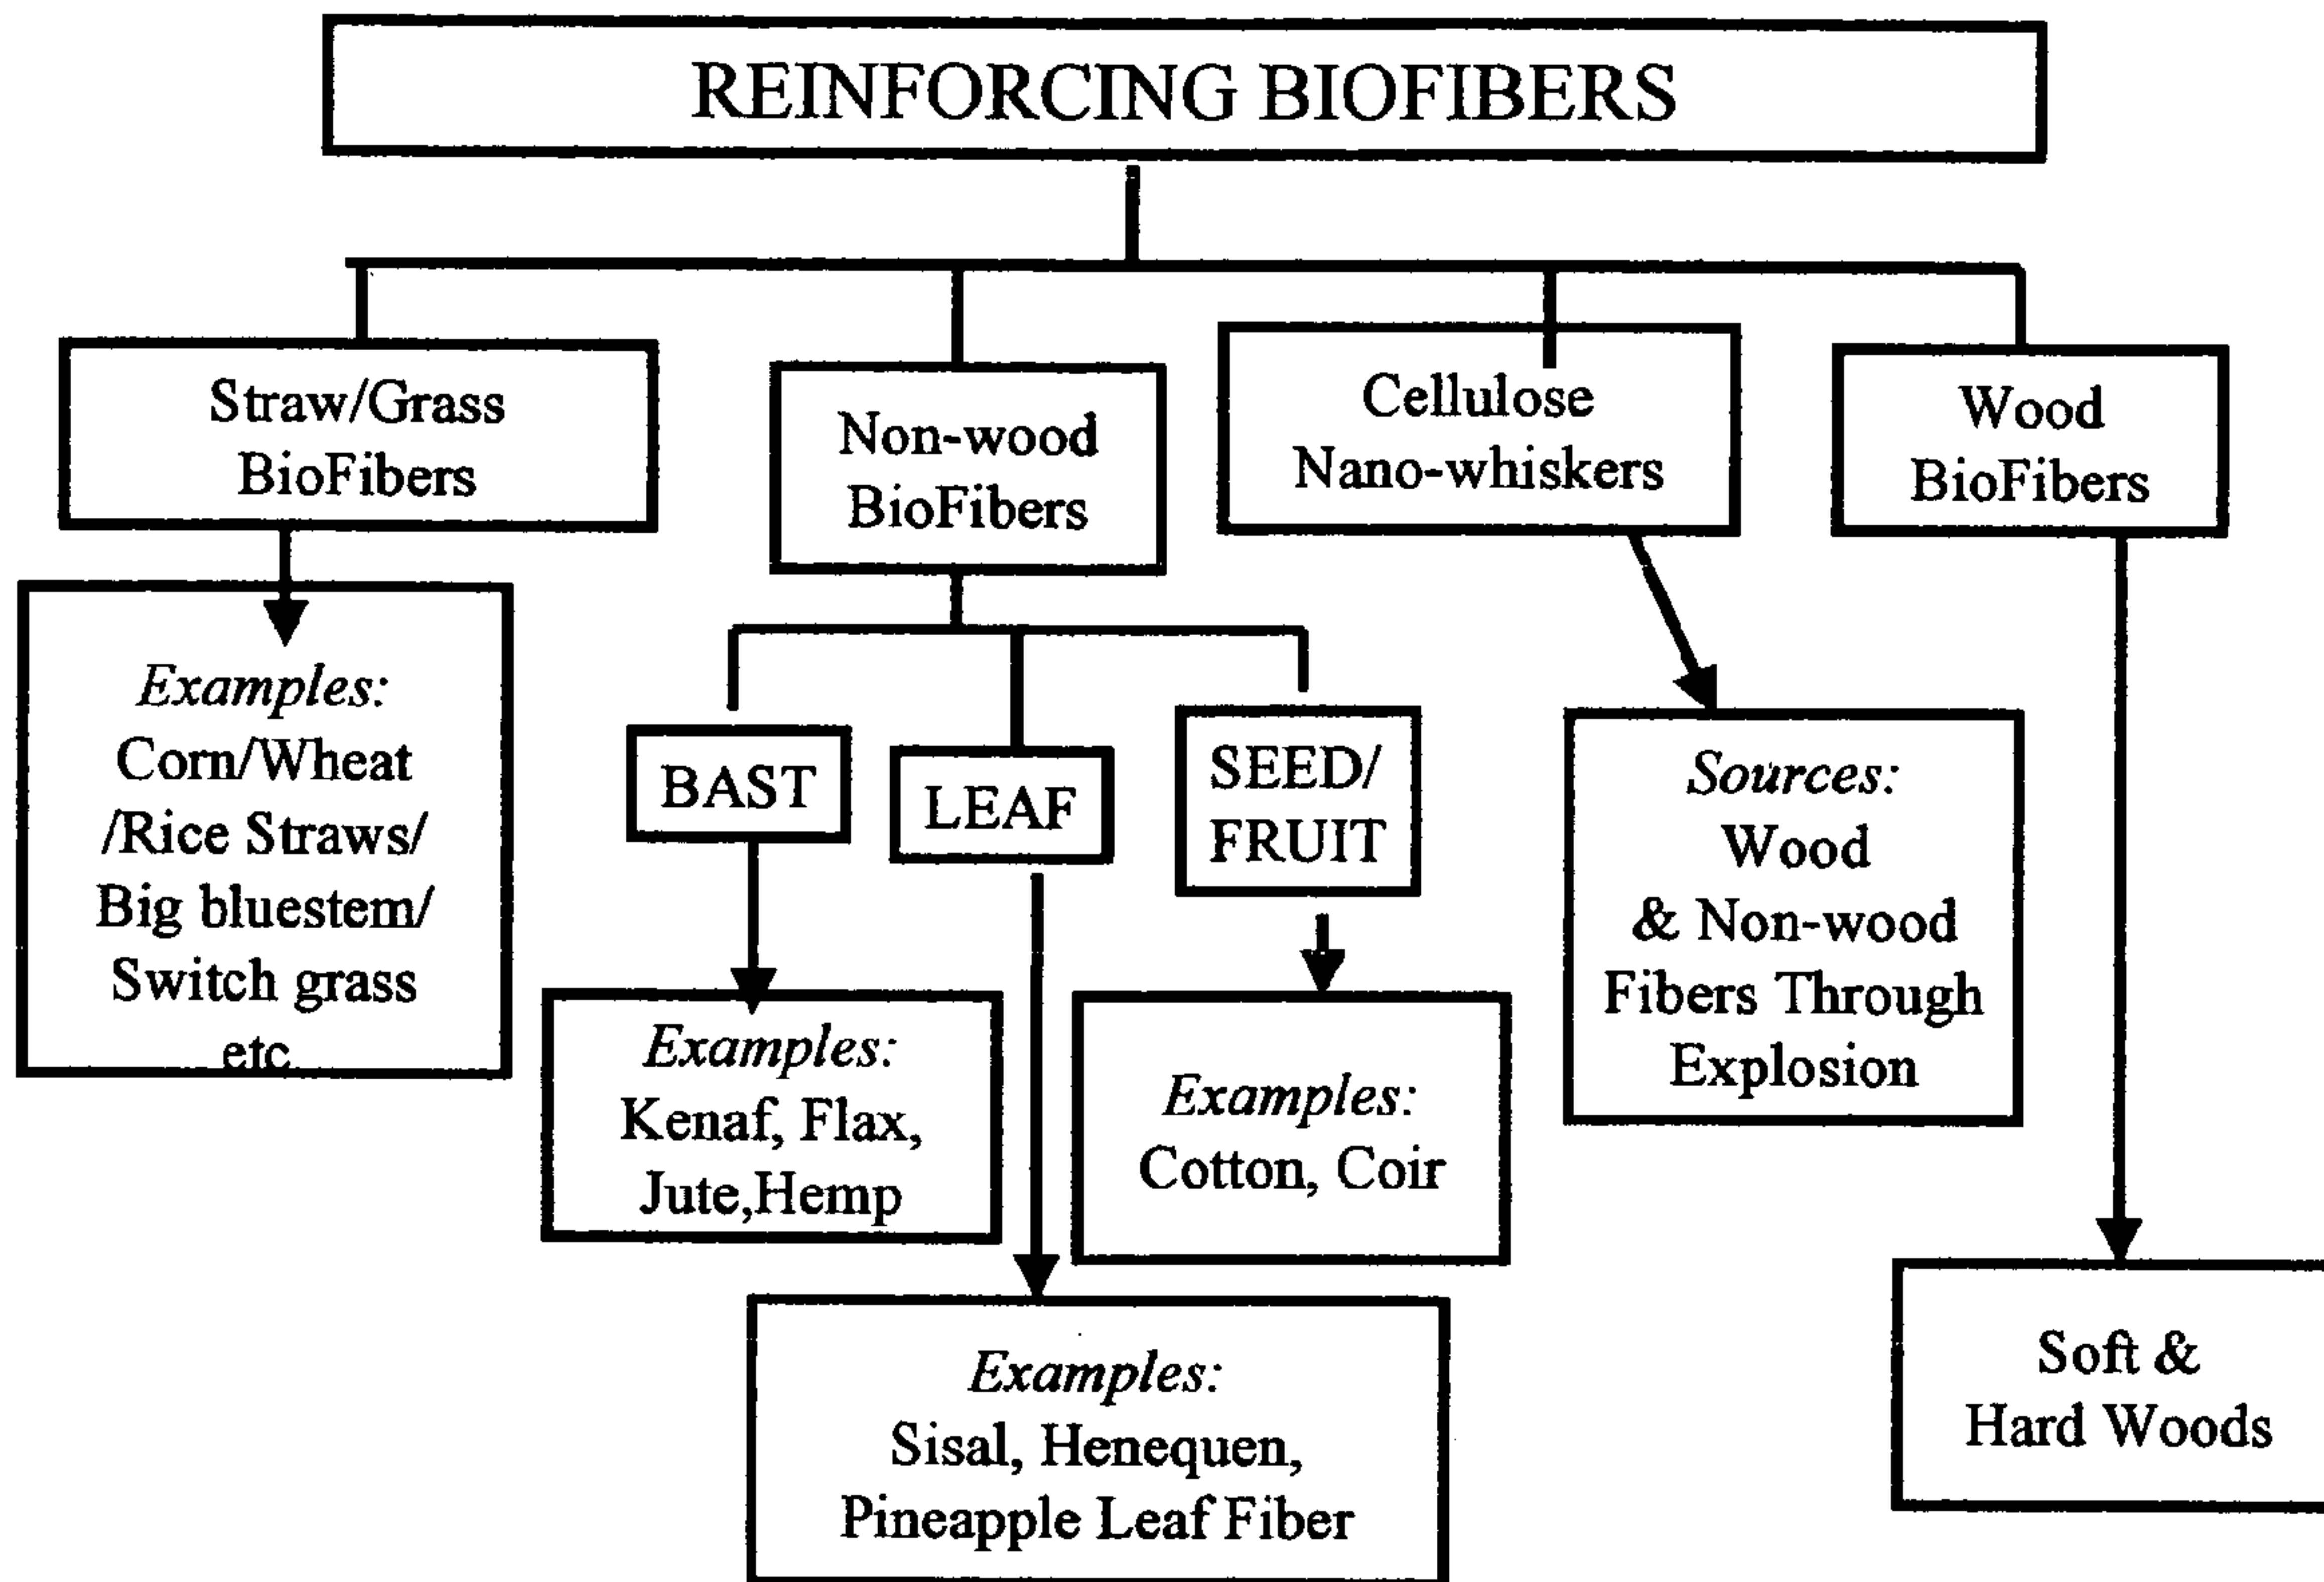 REINFORCING BIOFIBERS
Straw/Grass
BioFibers
Non-wood
BioFibers
Cellulose
Nano-whiskers
Wood
BioFibers
Examples:
Corn/Wheat
/Rice Straws/
Big bluestem/
Switch grass
etc
BAST
LEAF
SEED/
FRUIT
Examples:
Kenaf, Flax,
Jute,Hemp
Examples:
Cotton, Coir
Sources:
Wood
& Non-wood
Fibers Through
Explosion
Examples:
Sisal, Henequen,
Pineapple Leaf Fiber
Soft &
Hard Woods